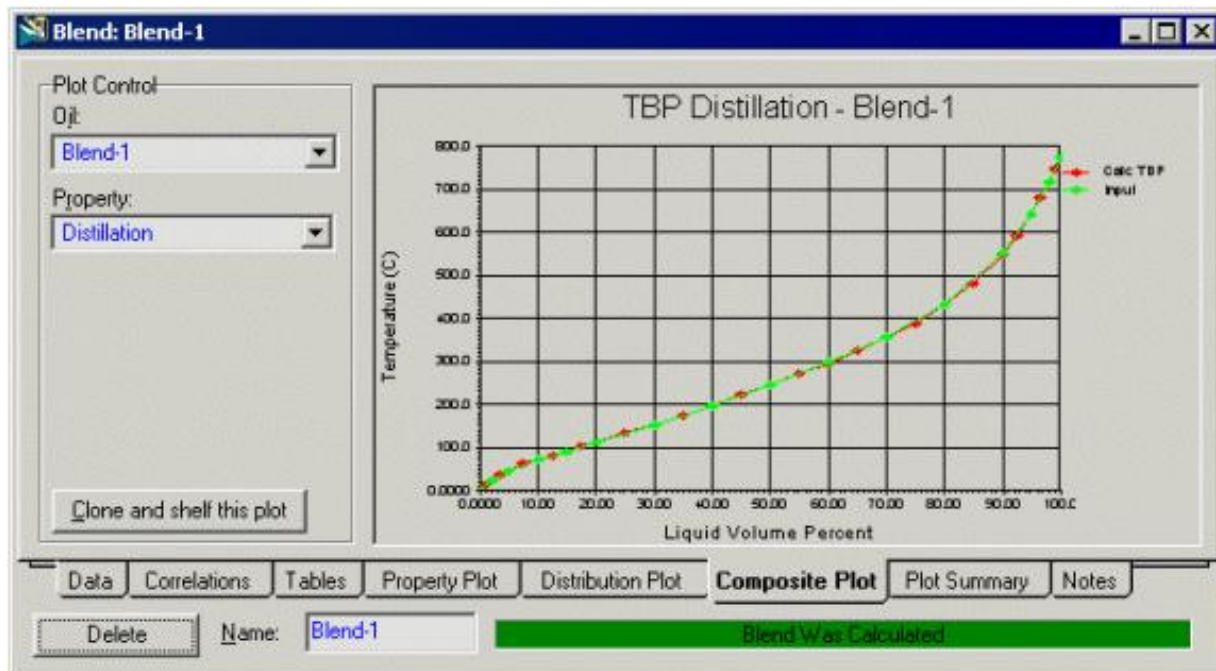 Blend: Blend-1
Plot Control
Oil:
Blend-1
Property:
Distillation
Clone and shelf this plot
TBP Distillation - Blend-1
800.0
700.0
600.0
500.0
400.0
300.0
200.0
100.0
0.0000
Temperature (C)
Calc TBP
Input
0.0000 10.00 20.00 30.00 40.00 50.00 60.00 70.00 80.00 90.00 100.0
Liquid Volume Percent
Data Correlations Tables Property Plot Distribution Plot Composite Plot Plot Summary Notes
Delete Name: Blend-1 Blend Was Calculated